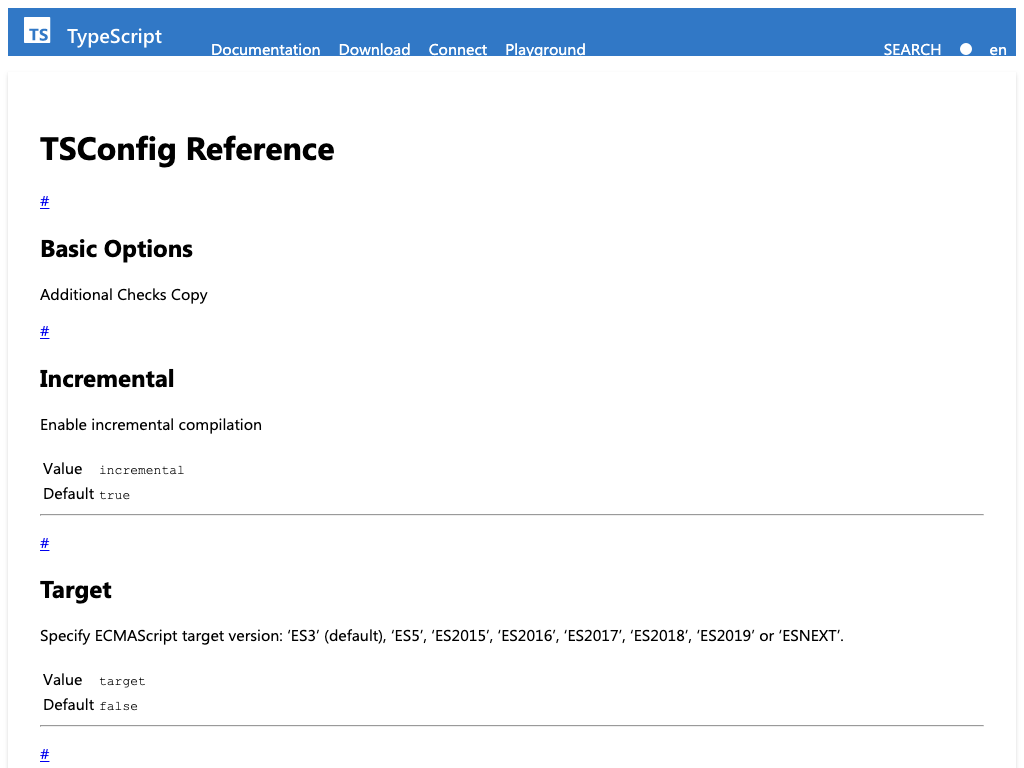 TS TypeScript Documentation Download Connect Playground SEARCH en
TSConfig Reference
#
Basic Options
Additional Checks Copy
#
Incremental
Enable incremental compilation
Value incremental
Default true
#
Target
Specify ECMAScript target version: ‘ES3’ (default), ‘ES5’, ‘ES2015’, ‘ES2016’, ‘ES2017’, ‘ES2018’, ‘ES2019’ or ‘ESNEXT’.
Value target
Default false
#